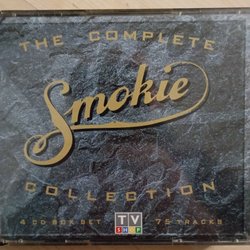 THE COMPLETE
Smokie
COLLECTION
4 CD BOX SET TV SHOP 75 TRACKS